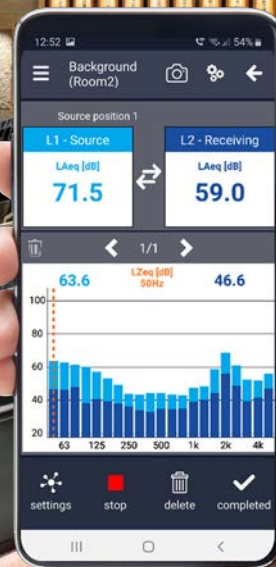 12:52
54%
Background
(Room2)
Source position 1
L1 - Source
L2 - Receiving
LAeq [dB]
LAeq [dB]
71.5
59.0
1/1
63.6
LZeq [dB]
50Hz
46.6
100
80
60
40
20
63 125 250 500 1k 2k 4k
settings stop delete completed